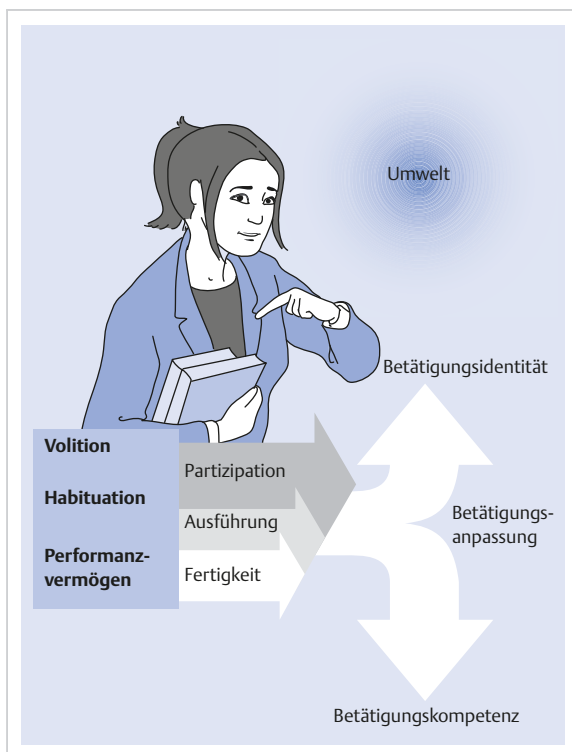 Umwelt
Betätigungsidentität
Volition
Partizipation
Habituation
Ausführung
Betätigungs-
anpassung
Performanz-
vermögen
Fertigkeit
Betätigungskompetenz